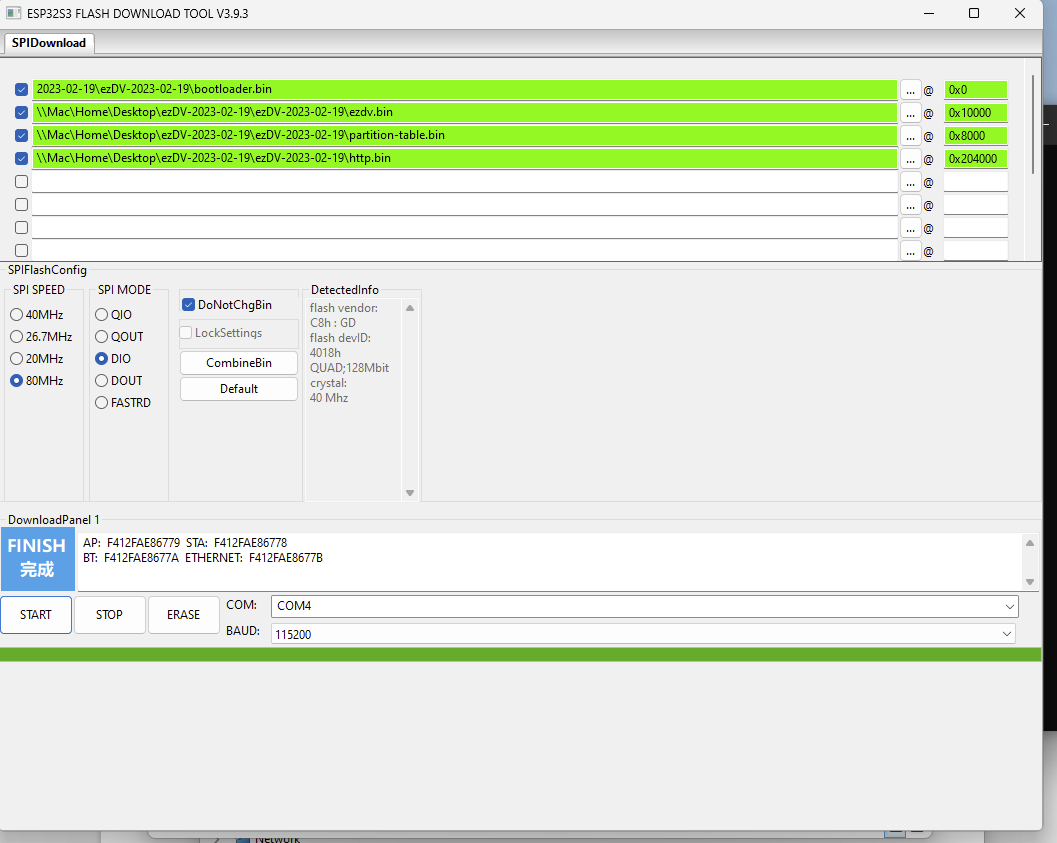 ESP32S3 FLASH DOWNLOAD TOOL V3.9.3
SPIDownload
2023-02-19\ezDV-2023-02-19\bootloader.bin ... @ 0x0
\\Mac\Home\Desktop\ezDV-2023-02-19\ezDV-2023-02-19\ezdv.bin ... @ 0x10000
\\Mac\Home\Desktop\ezDV-2023-02-19\ezDV-2023-02-19\partition-table.bin ... @ 0x8000
\\Mac\Home\Desktop\ezDV-2023-02-19\ezDV-2023-02-19\http.bin ... @ 0x204000
... @
... @
... @
... @
SPIFlashConfig
SPI SPEED
40MHz
26.7MHz
20MHz
80MHz
SPI MODE
QIO
QOUT
DIO
DOUT
FASTRD
DoNotChgBin
LockSettings
CombineBin
Default
DetectedInfo
flash vendor:
C8h : GD
flash devID:
4018h
QUAD;128Mbit
crystal:
40 Mhz
DownloadPanel 1
FINISH
完成
AP: F412FAE86779 STA: F412FAE86778
BT: F412FAE8677A ETHERNET: F412FAE8677B
START
STOP
ERASE
COM: COM4
BAUD: 115200
Network